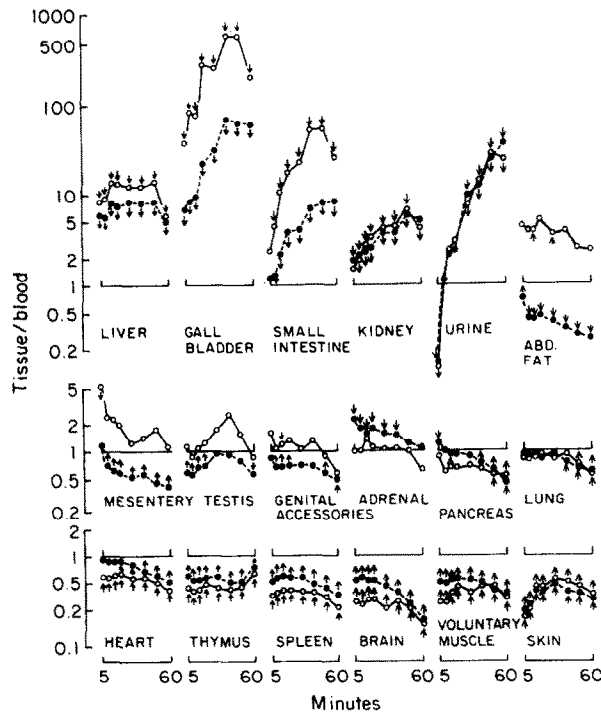 1000
500
100
50
10
5
2
1
0.5
0.2
Tissue/blood
LIVER
GALL
BLADDER
SMALL
INTESTINE
KIDNEY
URINE
ABD.
FAT
5
2
1
0.5
0.2
MESENTERY
TESTIS
GENITAL
ACCESSORIES
ADRENAL
PANCREAS
LUNG
1
0.5
0.2
0.1
HEART
THYMUS
SPLEEN
BRAIN
VOLUNTARY
MUSCLE
SKIN
5 60 5 60 5 60 5 60 5 60 5 60
Minutes